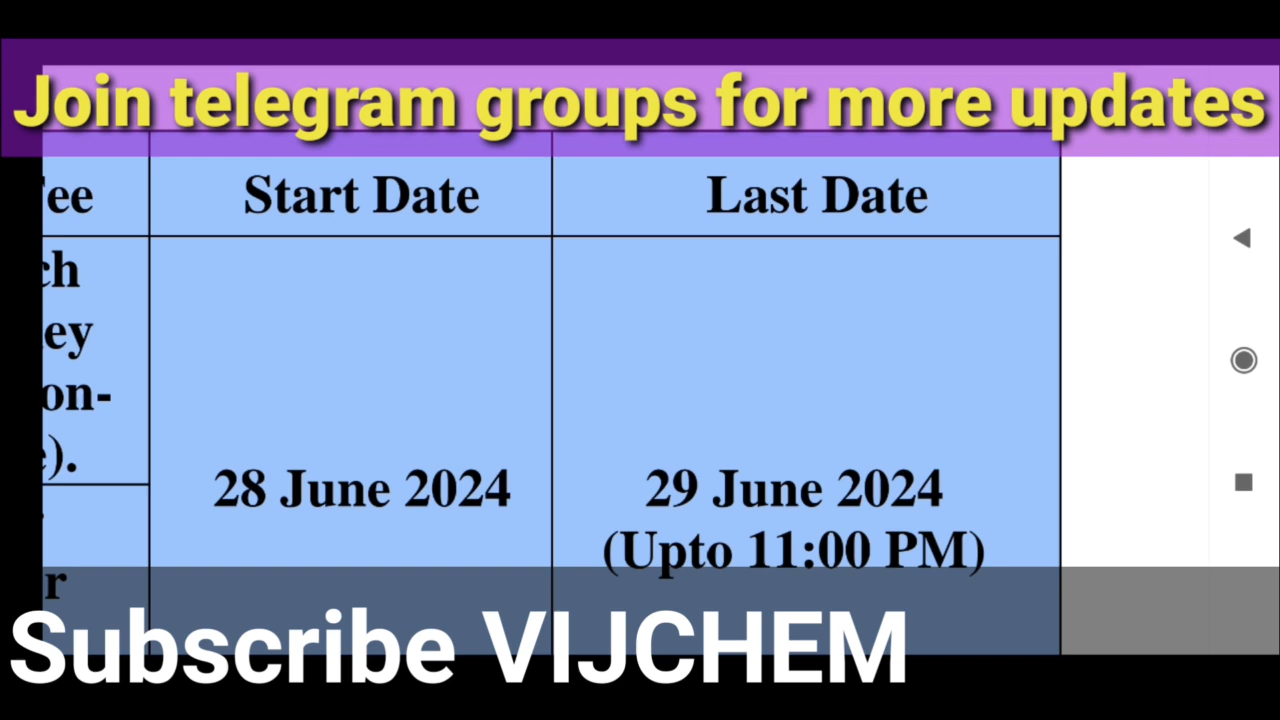 Join telegram groups for more updates
Start Date
Last Date
28 June 2024
29 June 2024
(Upto 11:00 PM)
Subscribe VIJCHEM